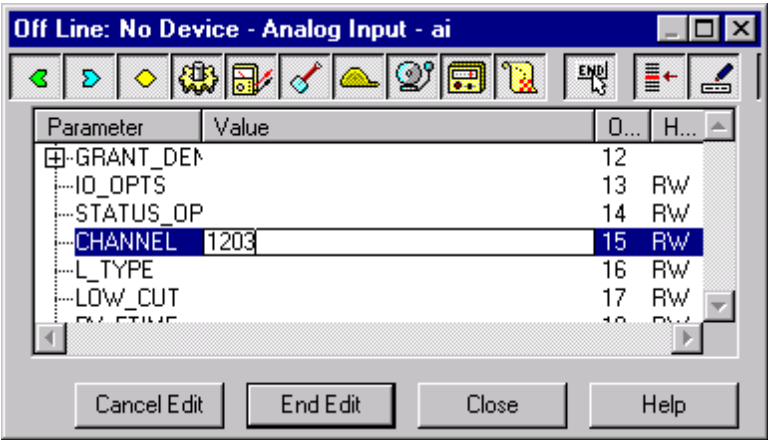 Off Line: No Device - Analog Input - ai
END
Parameter Value O... H...
GRANT_DEN 12
IO_OPTS 13 RW
STATUS_OP 14 RW
CHANNEL 1203 15 RW
L_TYPE 16 RW
LOW_CUT 17 RW
Cancel Edit End Edit Close Help